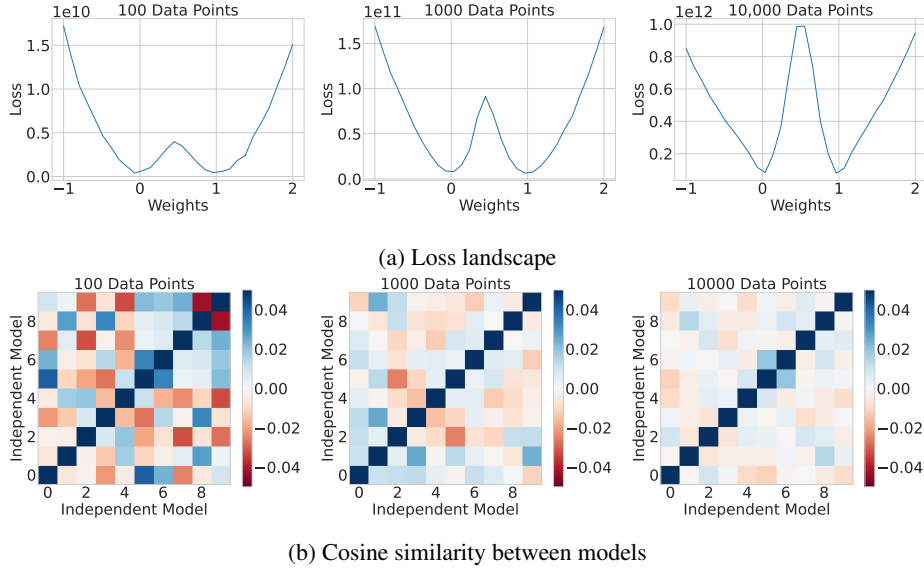 100 Data Points 1000 Data Points 10,000 Data Points
1e10 1e11 1e12
Loss 1.5 1.0 0.5 0.0
−1 0 1 2
Weights
Loss 1.5 1.0 0.5 0.0
−1 0 1 2
Weights
Loss 1.0 0.8 0.6 0.4 0.2
−1 0 1 2
Weights
(a) Loss landscape
100 Data Points 1000 Data Points 10000 Data Points
Independent Model 8 6 4 2 0
0 2 4 6 8
Independent Model
0.04 0.02 0.00 −0.02 −0.04
Independent Model 8 6 4 2 0
0 2 4 6 8
Independent Model
0.04 0.02 0.00 −0.02 −0.04
Independent Model 8 6 4 2 0
0 2 4 6 8
Independent Model
0.04 0.02 0.00 −0.02 −0.04
(b) Cosine similarity between models